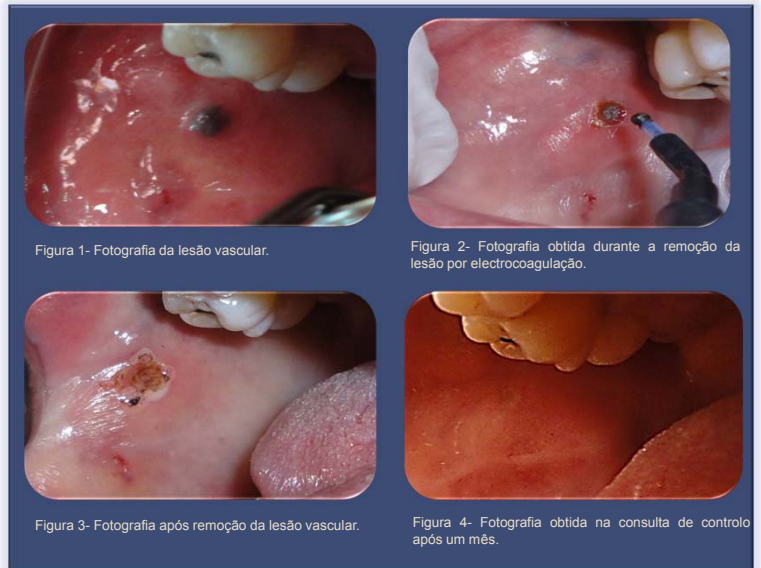 Figura 1- Fotografia da lesão vascular.
Figura 2- Fotografia obtida durante a remoção da
lesão por electrocoagulação.
Figura 3- Fotografia após remoção da lesão vascular.
Figura 4- Fotografia obtida na consulta de controlo
após um mês.